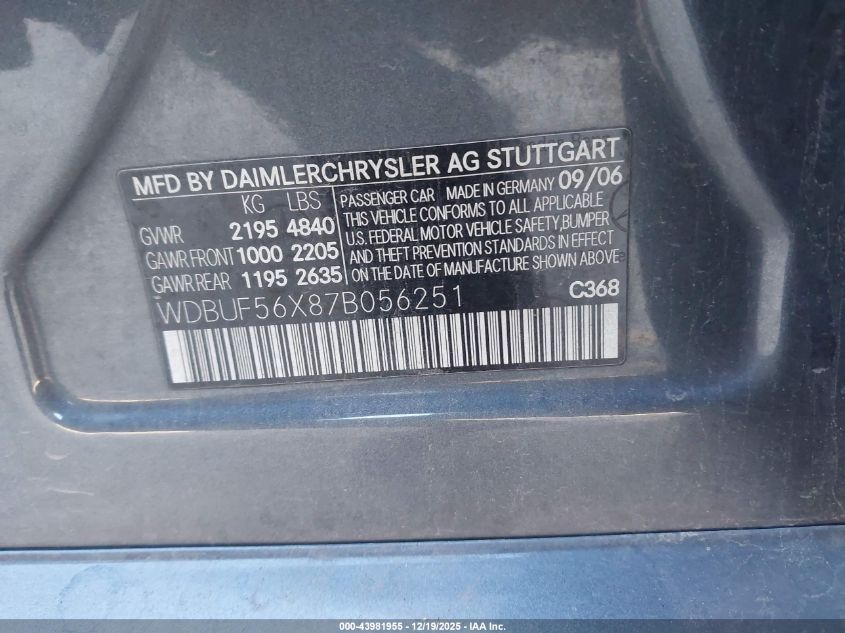 MFD BY DAIMLERCHRYSLER AG STUTTGART
KG LBS
GVWR 2195 4840
GAWR.FRONT 1000 2205
GAWR.REAR 1195 2635
PASSENGER CAR MADE IN GERMANY 09/06
THIS VEHICLE CONFORMS TO ALL APPLICABLE
U.S. FEDERAL MOTOR VEHICLE SAFETY,BUMPER
AND THEFT PREVENTION STANDARDS IN EFFECT
ON THE DATE OF MANUFACTURE SHOWN ABOVE.
WDBUF56X87B056251 C368
000-43981955 - 12/19/2025 - IAA Inc.